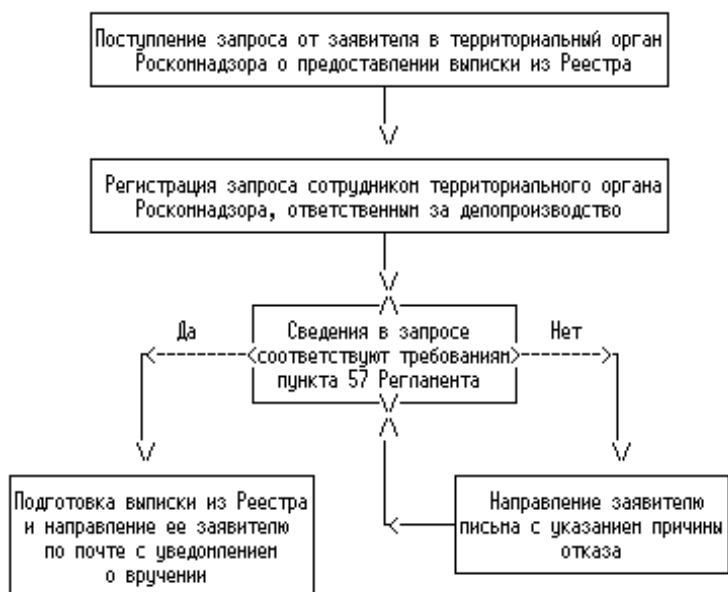 Поступление запроса от заявителя в территориальный орган
Роскомнадзора о предоставлении выписки из Реестра
Регистрация запроса сотрудником территориального органа
Роскомнадзора, ответственным за делопроизводство
Да
Сведения в запросе
соответствуют требованиям
пункта 57 Регламента
Нет
Подготовка выписки из Реестра
и направление ее заявителю
по почте с уведомлением
о вручении
Направление заявителю
письма с указанием причины
отказа